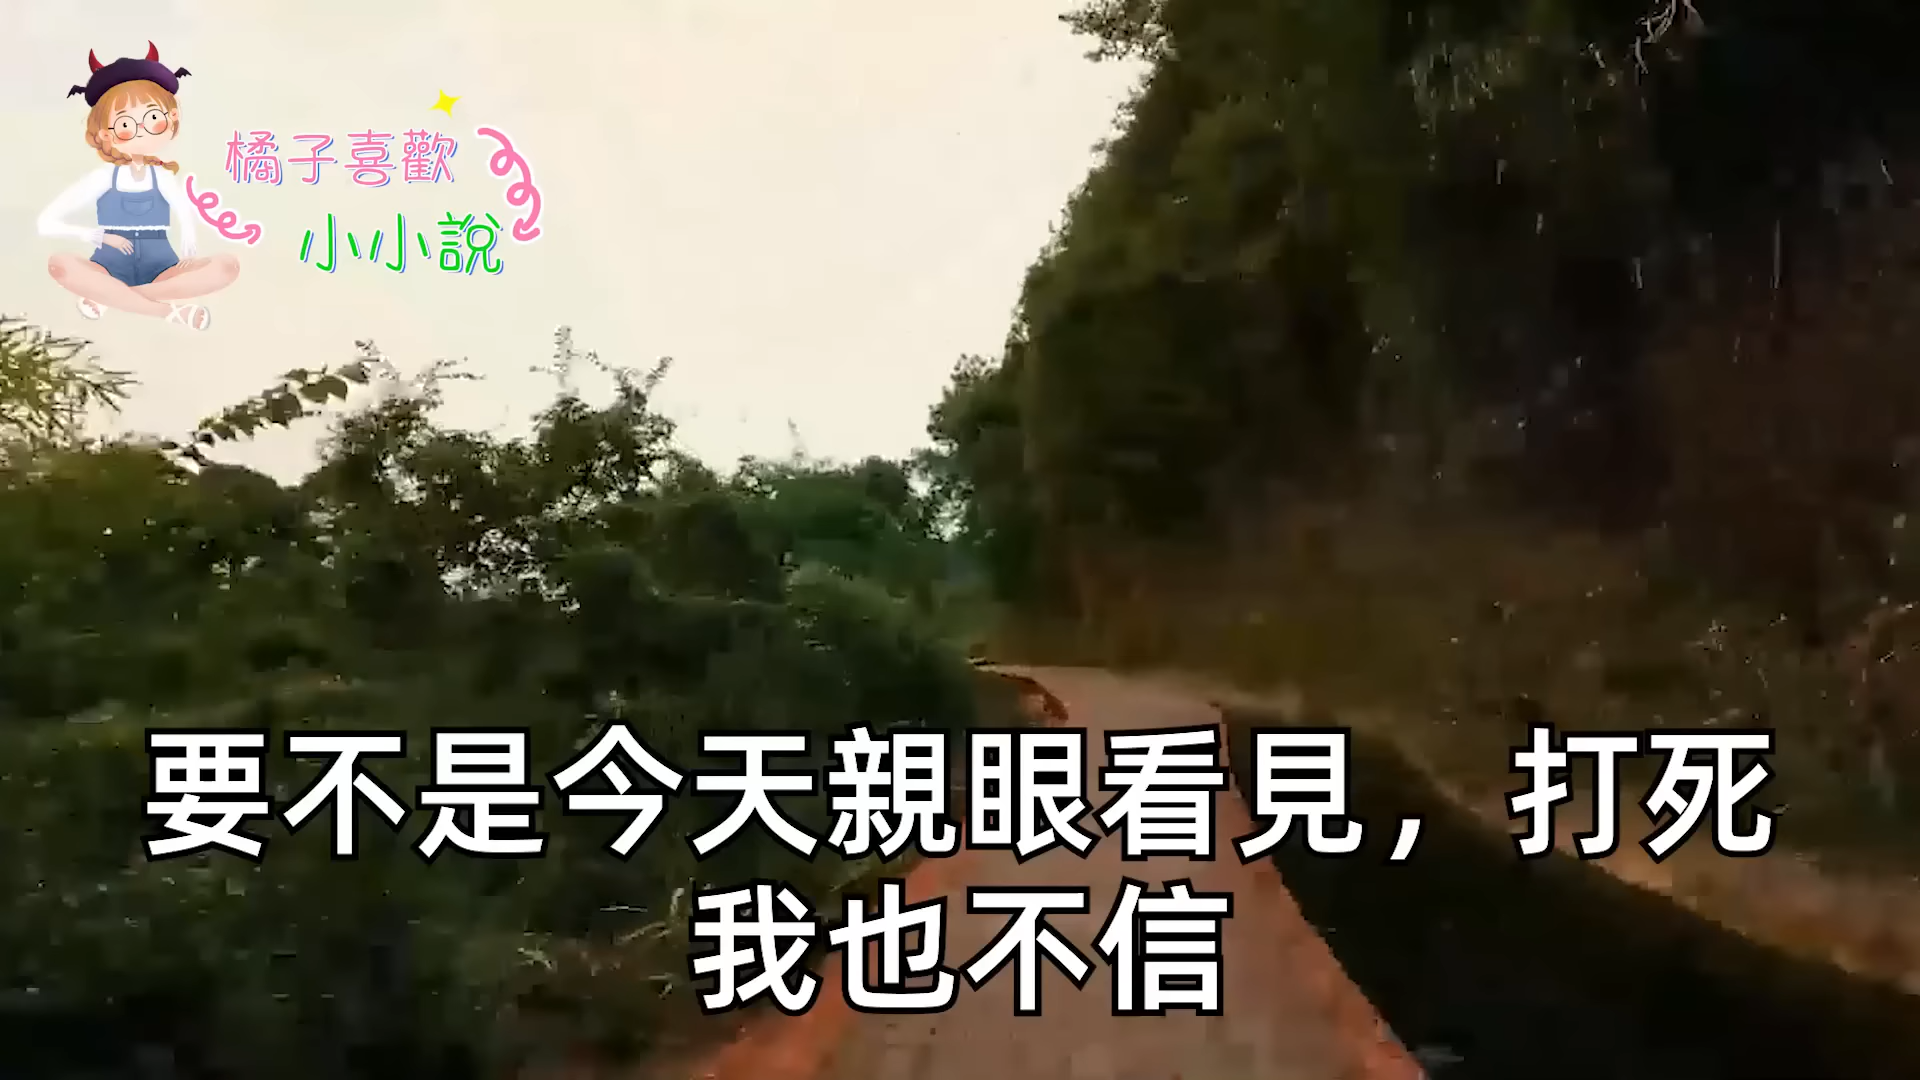 橘子喜歡
小小說
要不是今天親眼看見，打死
我也不信